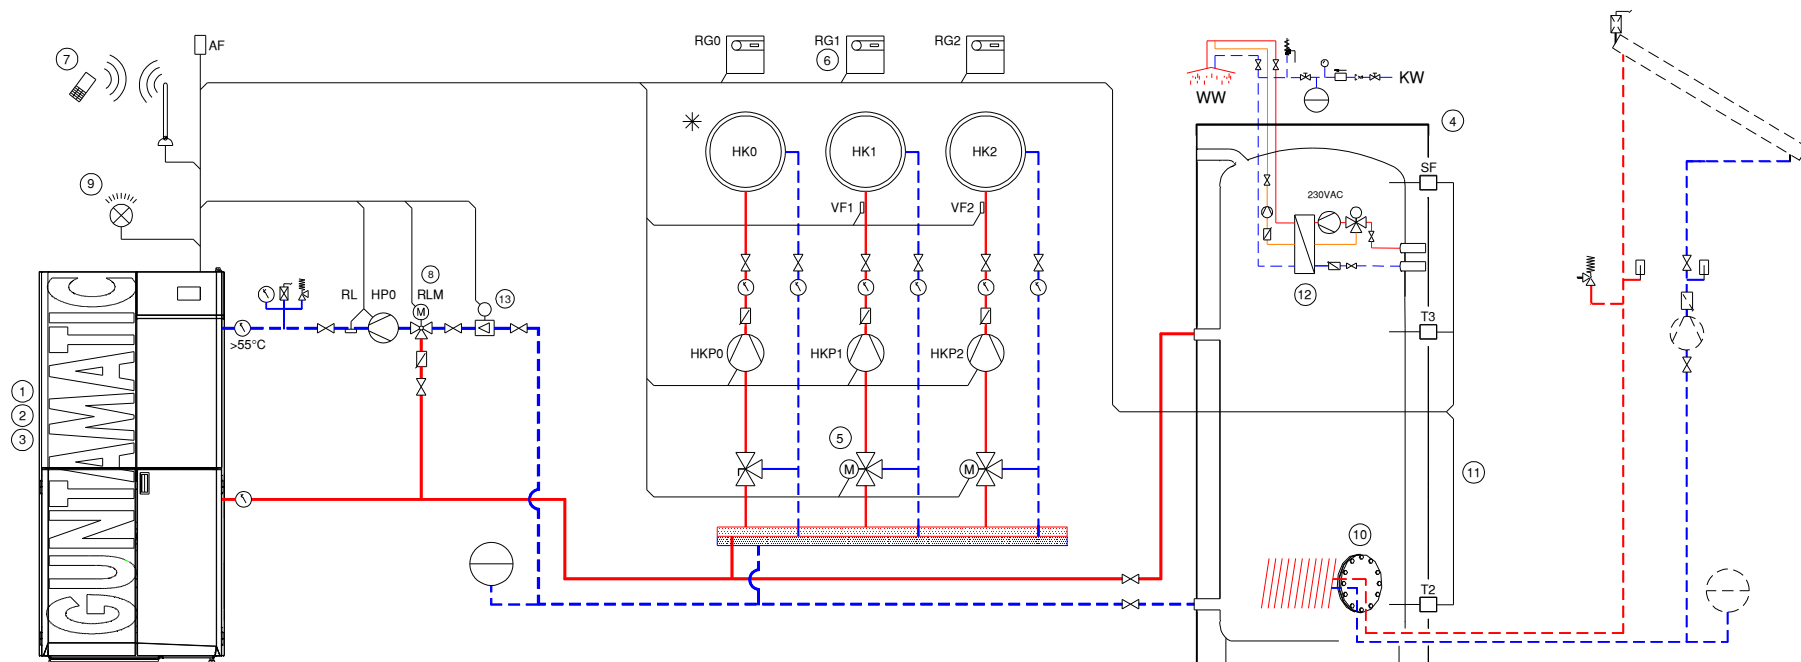 RG0
RG1
RG2
AF
7
6
KW
WW
4
HK0
HK1
HK2
SF
9
230VAC
VF1
VF2
8
RL
HP0
RLM
M
13
12
T3
>55°C
HKP0
HKP1
HKP2
1
2
3
5
M
M
11
10
T2
GUNTAMATIC